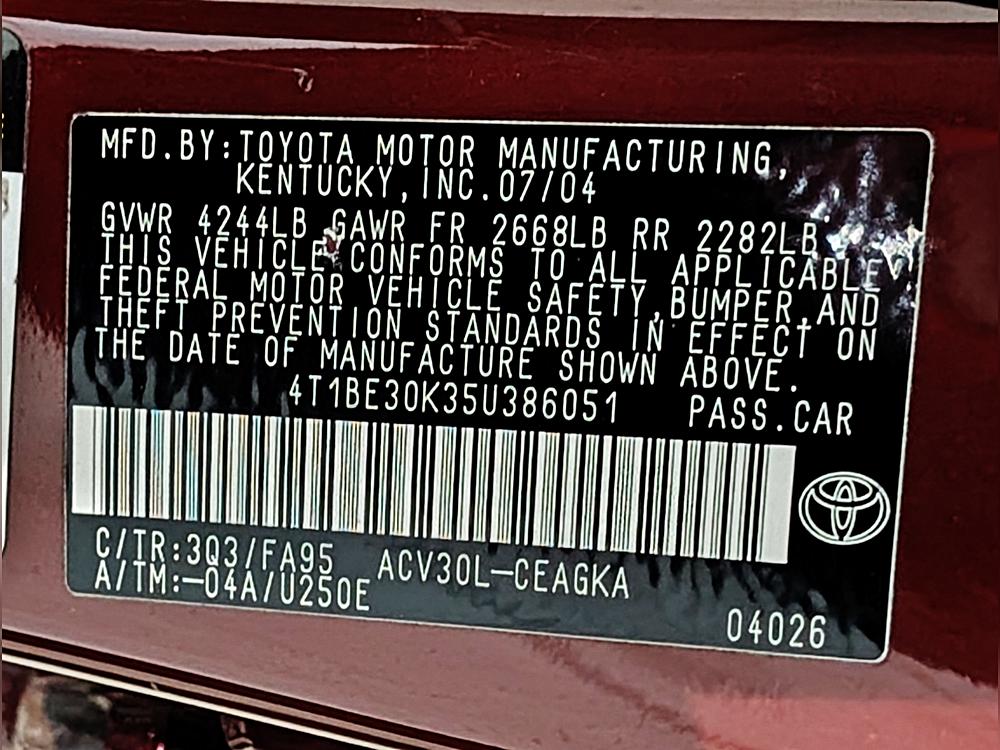 MFD.BY:TOYOTA MOTOR MANUFACTURING,
KENTUCKY,INC.07/04
GVWR 4244LB GAWR FR 2668LB RR 2282LB
THIS VEHICLE CONFORMS TO ALL APPLICABLE
FEDERAL MOTOR VEHICLE SAFETY,BUMPER,AND
THEFT PREVENTION STANDARDS IN EFFECT ON
THE DATE OF MANUFACTURE SHOWN ABOVE.
4T1BE30K35U386051 PASS.CAR
C/TR:3Q3/FA95 ACV30L-CEAGKA
A/TM:-04A/U250E
04026